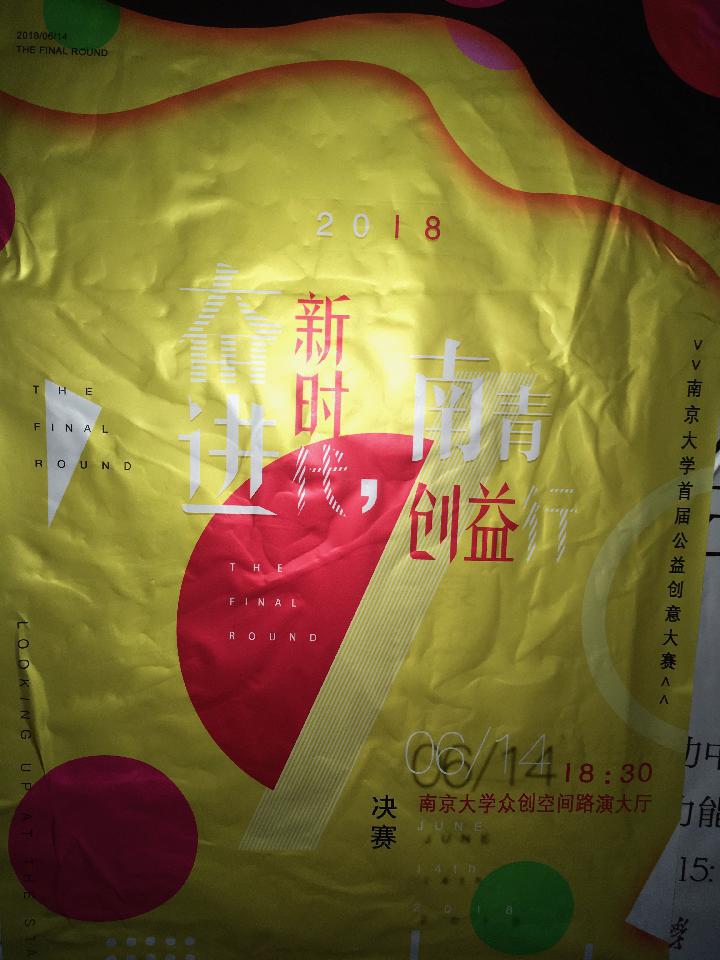 2018/06/14
THE FINAL ROUND
2018
奋进
新时代,
南青
创益行
THE
FINAL
ROUND
THE
FINAL
ROUND
>>南京大学首届公益创意大赛<<
LOOKING UP AT THE STA
06/14 18:30
决赛
南京大学众创空间路演大厅
JUNE
14th
2018
功能
15: